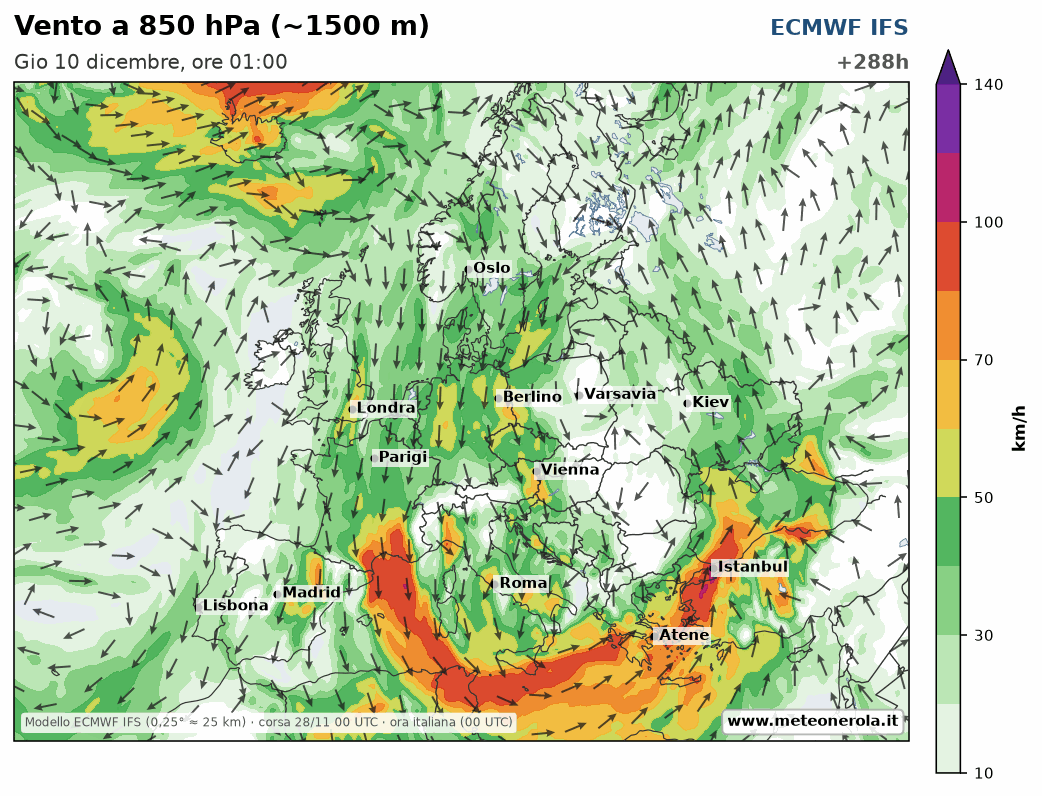 Vento a 850 hPa (~1500 m)
ECMWF IFS
Gio 10 dicembre, ore 01:00
+288h
140
100
70
50
30
10
km/h
Oslo
Londra
Berlino
Varsavia
Kiev
Parigi
Vienna
Lisbona
Madrid
Roma
Istanbul
Atene
Modello ECMWF IFS (0,25° ≈ 25 km) · corsa 28/11 00 UTC · ora italiana (00 UTC)
www.meteonerola.it